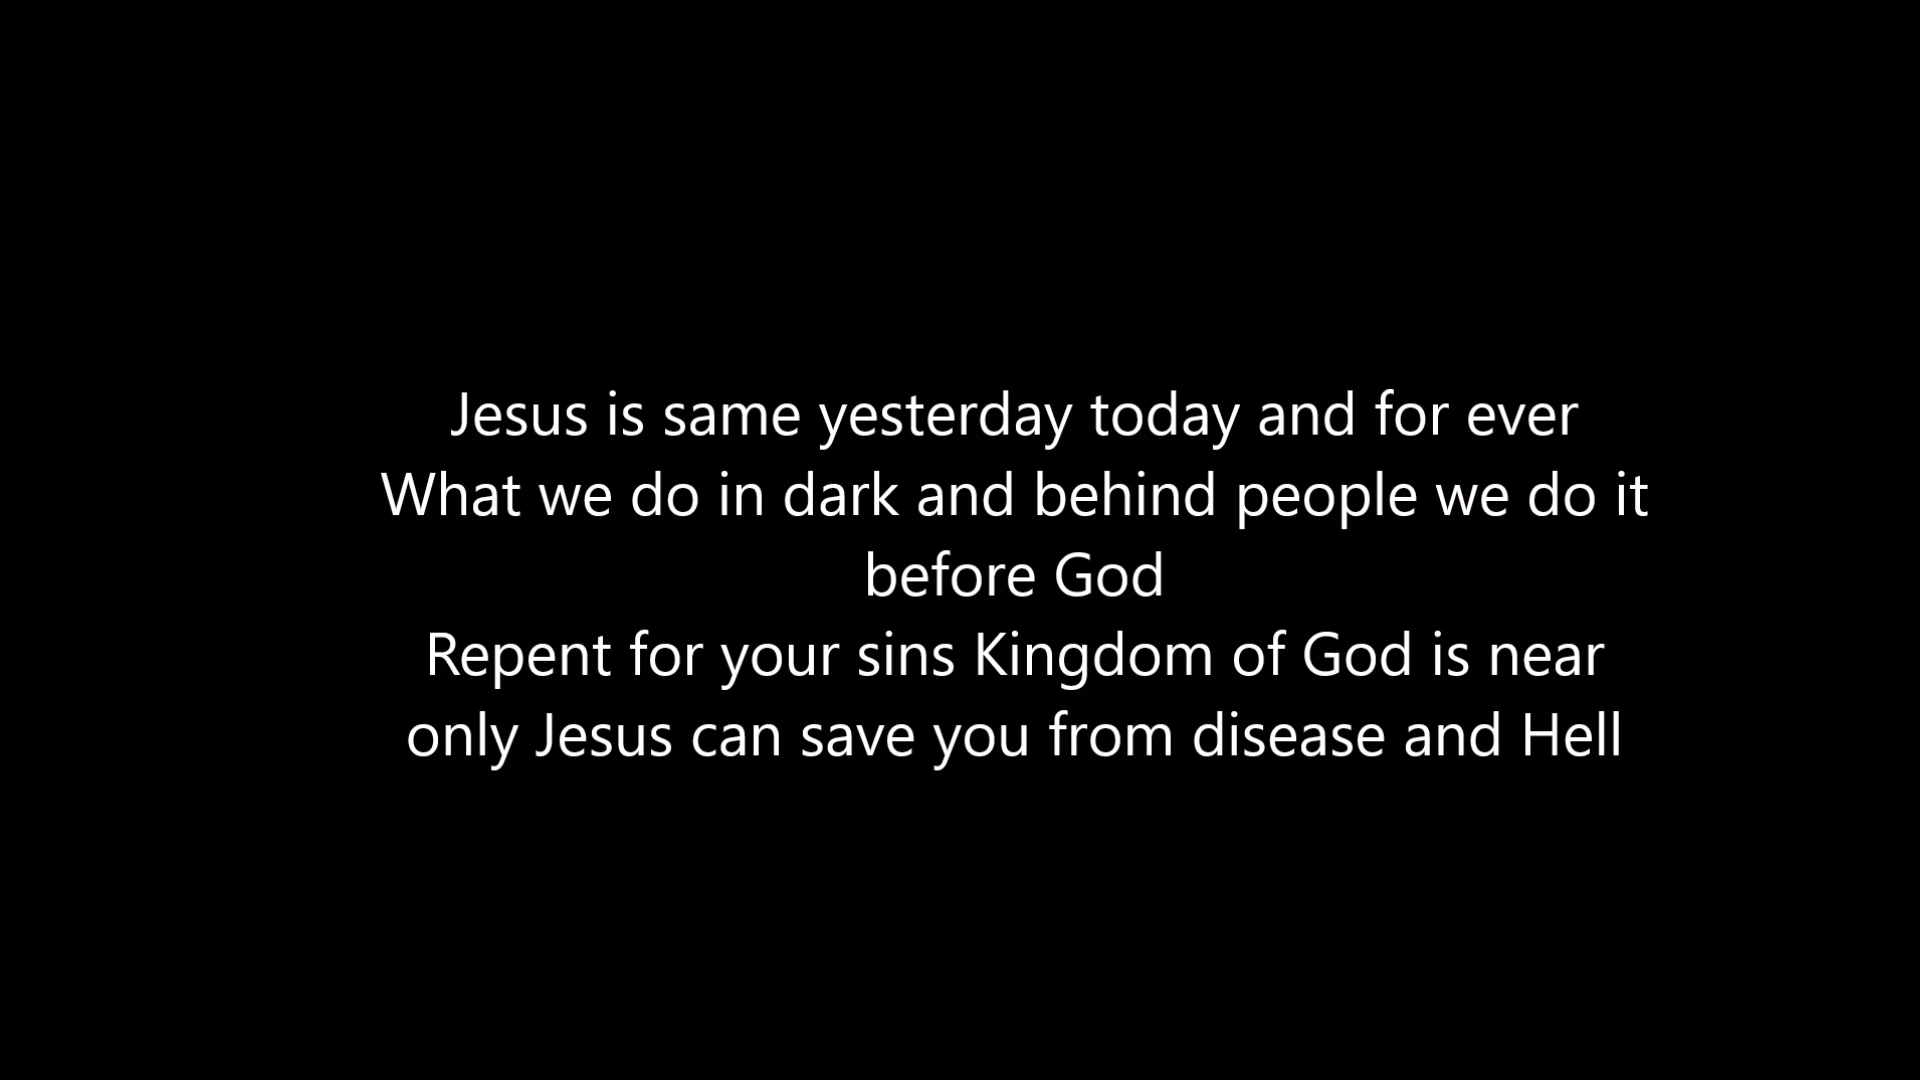 Jesus is same yesterday today and for ever
What we do in dark and behind people we do it
before God
Repent for your sins Kingdom of God is near
only Jesus can save you from disease and Hell